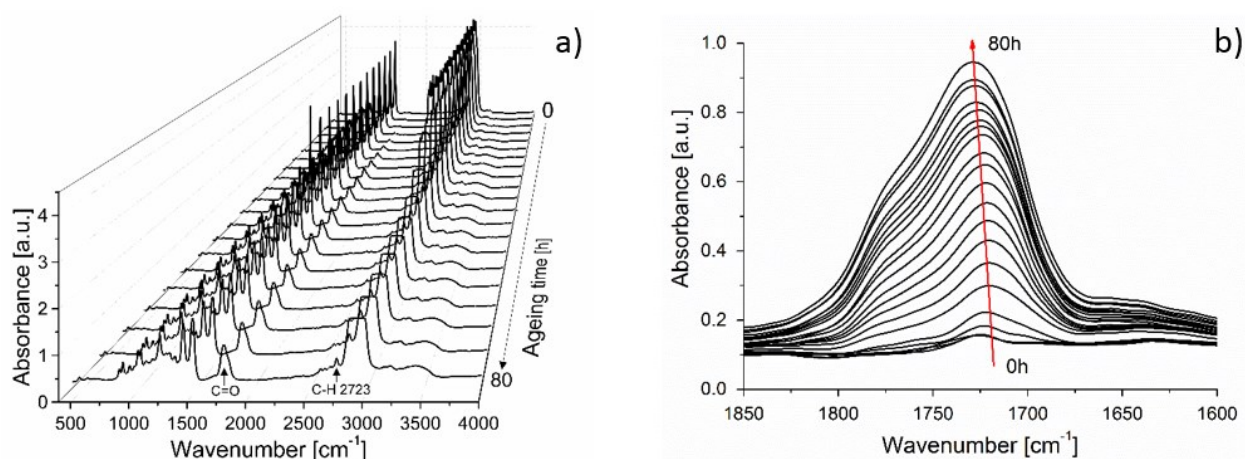 a)
0
4
3
2
1
0
Absorbance [a.u.]
Ageing time [h]
80
C=O
C-H 2723
500 1000 1500 2000 2500 3000 3500 4000
Wavenumber [cm-1]
b)
1.0
80h
0.8
0.6
0.4
0.2
0.0
Absorbance [a.u.]
0h
1850 1800 1750 1700 1650 1600
Wavenumber [cm-1]